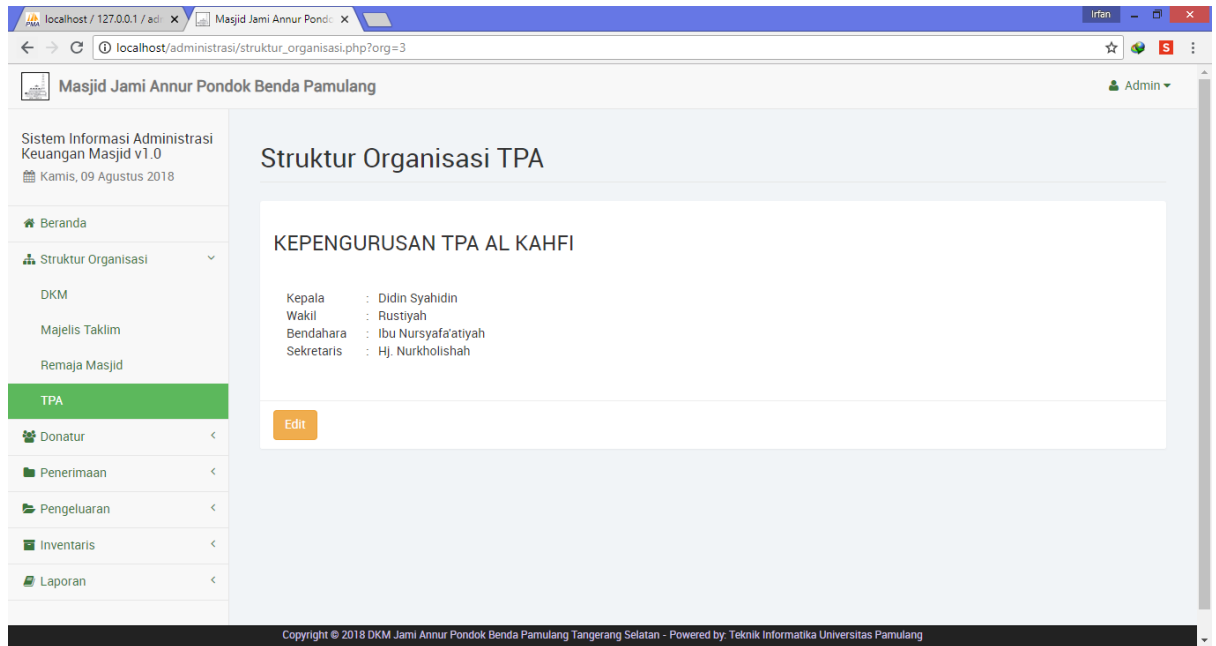 localhost / 127.0.0.1 / adr
Masjid Jami Annur Pondo
Irfan
localhost/administrasi/struktur_organisasi.php?org=3
Masjid Jami Annur Pondok Benda Pamulang
Admin
Sistem Informasi Administrasi
Keuangan Masjid v1.0
Kamis, 09 Agustus 2018
Beranda
Struktur Organisasi
DKM
Majelis Taklim
Remaja Masjid
TPA
Donatur
Penerimaan
Pengeluaran
Inventaris
Laporan
Struktur Organisasi TPA
KEPENGURUSAN TPA AL KAHFI
Kepala : Didin Syahidin
Wakil : Rustiyah
Bendahara : Ibu Nursyafa'atiyah
Sekretaris : Hj. Nurkholishah
Edit
Copyright © 2018 DKM Jami Annur Pondok Benda Pamulang Tangerang Selatan - Powered by: Teknik Informatika Universitas Pamulang